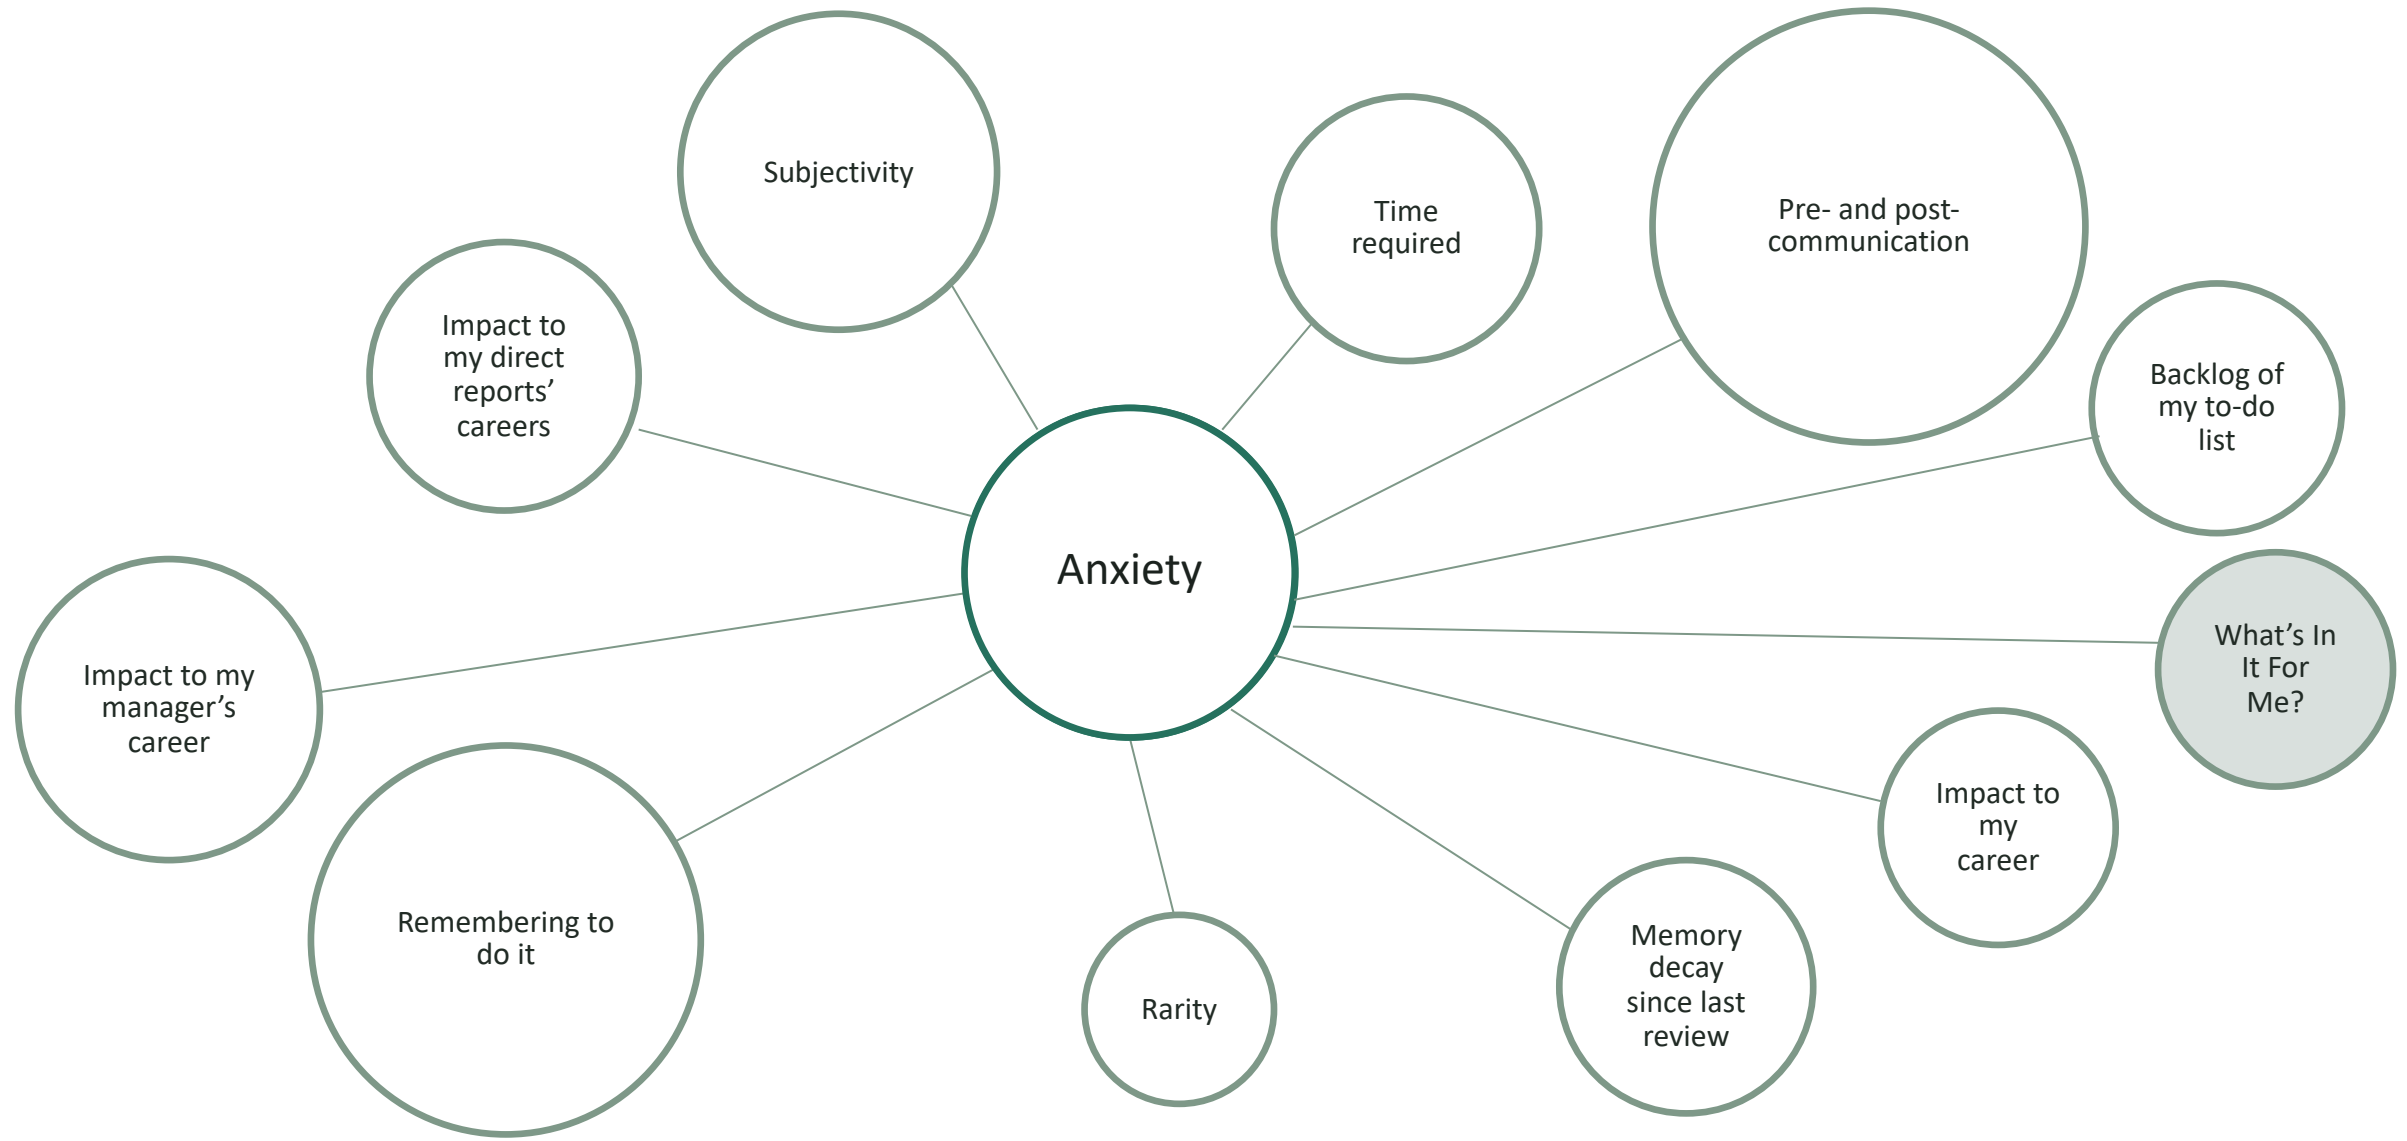 Subjectivity
Time
required
Pre- and post-
communication
Impact to
my direct
reports’
careers
Backlog of
my to-do
list
Anxiety
What’s In
It For
Me?
Impact to my
manager’s
career
Impact to
my
career
Remembering to
do it
Rarity
Memory
decay
since last
review